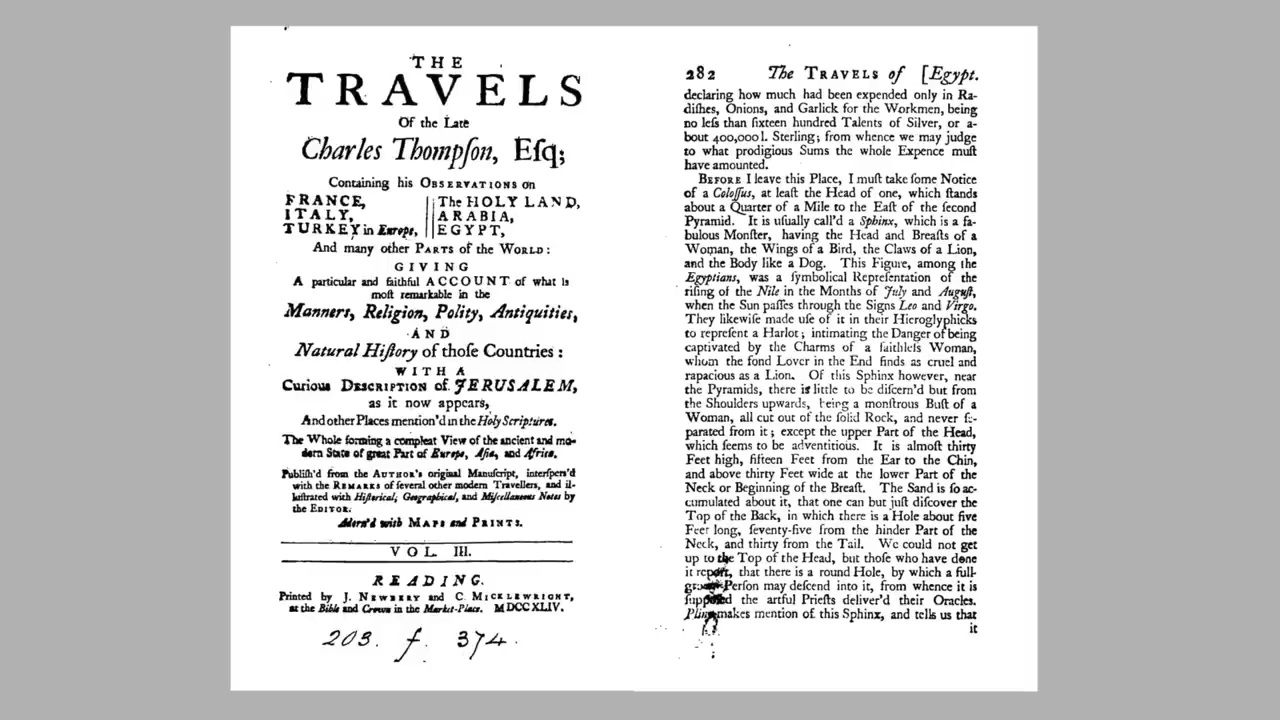 THE
TRAVELS
Of the Late
Charles Thompſon, Eſq;
Containing his OBSERVATIONS on
FRANCE,
ITALY,
TURKEY in Europe,
The HOLY LAND,
ARABIA,
EGYPT,
And many other PARTS of the WORLD:
GIVING
A particular and faithful ACCOUNT of what is
moſt remarkable in the
Manners, Religion, Polity, Antiquities,
AND
Natural Hiſtory of thoſe Countries:
WITH A
Curious DESCRIPTION of JERUSALEM,
as it now appears,
And other Places mention'd in the Holy Scriptures.
The Whole forming a compleat View of the ancient and mo-
dern State of great Part of Europe, Aſia, and Africa.
Publiſh'd from the AUTHOR's original Manuſcript, interſpers'd
with the REMARKS of ſeveral other modern Travellers, and il-
luſtrated with Hiſtorical, Geographical, and Miſcellaneous Notes by
the EDITOR.
Adorn'd with MAPS and PRINTS.
VOL. III.
READING.
Printed by J. NEWBERY and C. MICKLEWRIGHT,
at the Bible and Crown in the Market-Place. MDCCXLIV.
203. f. 374.
282 The TRAVELS of [Egypt.
declaring how much had been expended only in Ra-
diſhes, Onions, and Garlick for the Workmen, being
no leſs than ſixteen hundred Talents of Silver, or a-
bout 400,000 l. Sterling; from whence we may judge
to what prodigious Sums the whole Expence muſt
have amounted.
BEFORE I leave this Place, I muſt take ſome Notice
of a Coloſſus, at leaſt the Head of one, which ſtands
about a Quarter of a Mile to the Eaſt of the ſecond
Pyramid. It is uſually call'd a Sphinx, which is a fa-
bulous Monſter, having the Head and Breaſts of a
Woman, the Wings of a Bird, the Claws of a Lion,
and the Body like a Dog. This Figure, among the
Egyptians, was a ſymbolical Repreſentation of the
riſing of the Nile in the Months of July and Auguſt,
when the Sun paſſes through the Signs Leo and Virgo.
They likewiſe made uſe of it in their Hieroglyphicks
to repreſent a Harlot; intimating the Danger of being
captivated by the Charms of a faithleſs Woman,
whom the fond Lover in the End finds as cruel and
rapacious as a Lion. Of this Sphinx however, near
the Pyramids, there is little to be diſcern'd but from
the Shoulders upwards, being a monſtrous Buſt of a
Woman, all cut out of the ſolid Rock, and never ſe-
parated from it; except the upper Part of the Head,
which ſeems to be adventitious. It is almoſt thirty
Feet high, fifteen Feet from the Ear to the Chin,
and above thirty Feet wide at the lower Part of the
Neck or Beginning of the Breaſt. The Sand is ſo ac-
cumulated about it, that one can but juſt diſcover the
Top of the Back, in which there is a Hole about five
Feet long, ſeventy-five from the hinder Part of the
Neck, and thirty from the Tail. We could not get
up to the Top of the Head, but thoſe who have done
it report, that there is a round Hole, by which a full-
grown Perſon may deſcend into it, from whence it is
ſuppoſed the artful Prieſts deliver'd their Oracles.
Pliny makes mention of this Sphinx, and tells us that
it